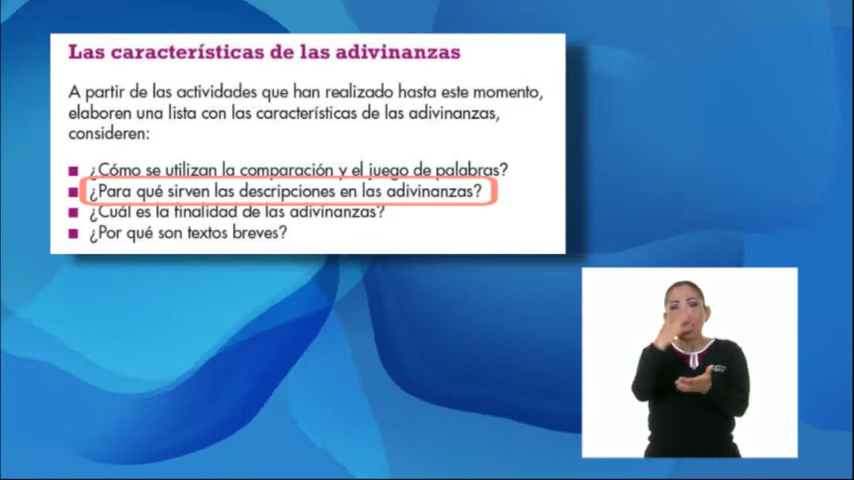 Las características de las adivinanzas
A partir de las actividades que han realizado hasta este momento,
elaboren una lista con las características de las adivinanzas,
consideren:
¿Cómo se utilizan la comparación y el juego de palabras?
¿Para qué sirven las descripciones en las adivinanzas?
¿Cuál es la finalidad de las adivinanzas?
¿Por qué son textos breves?